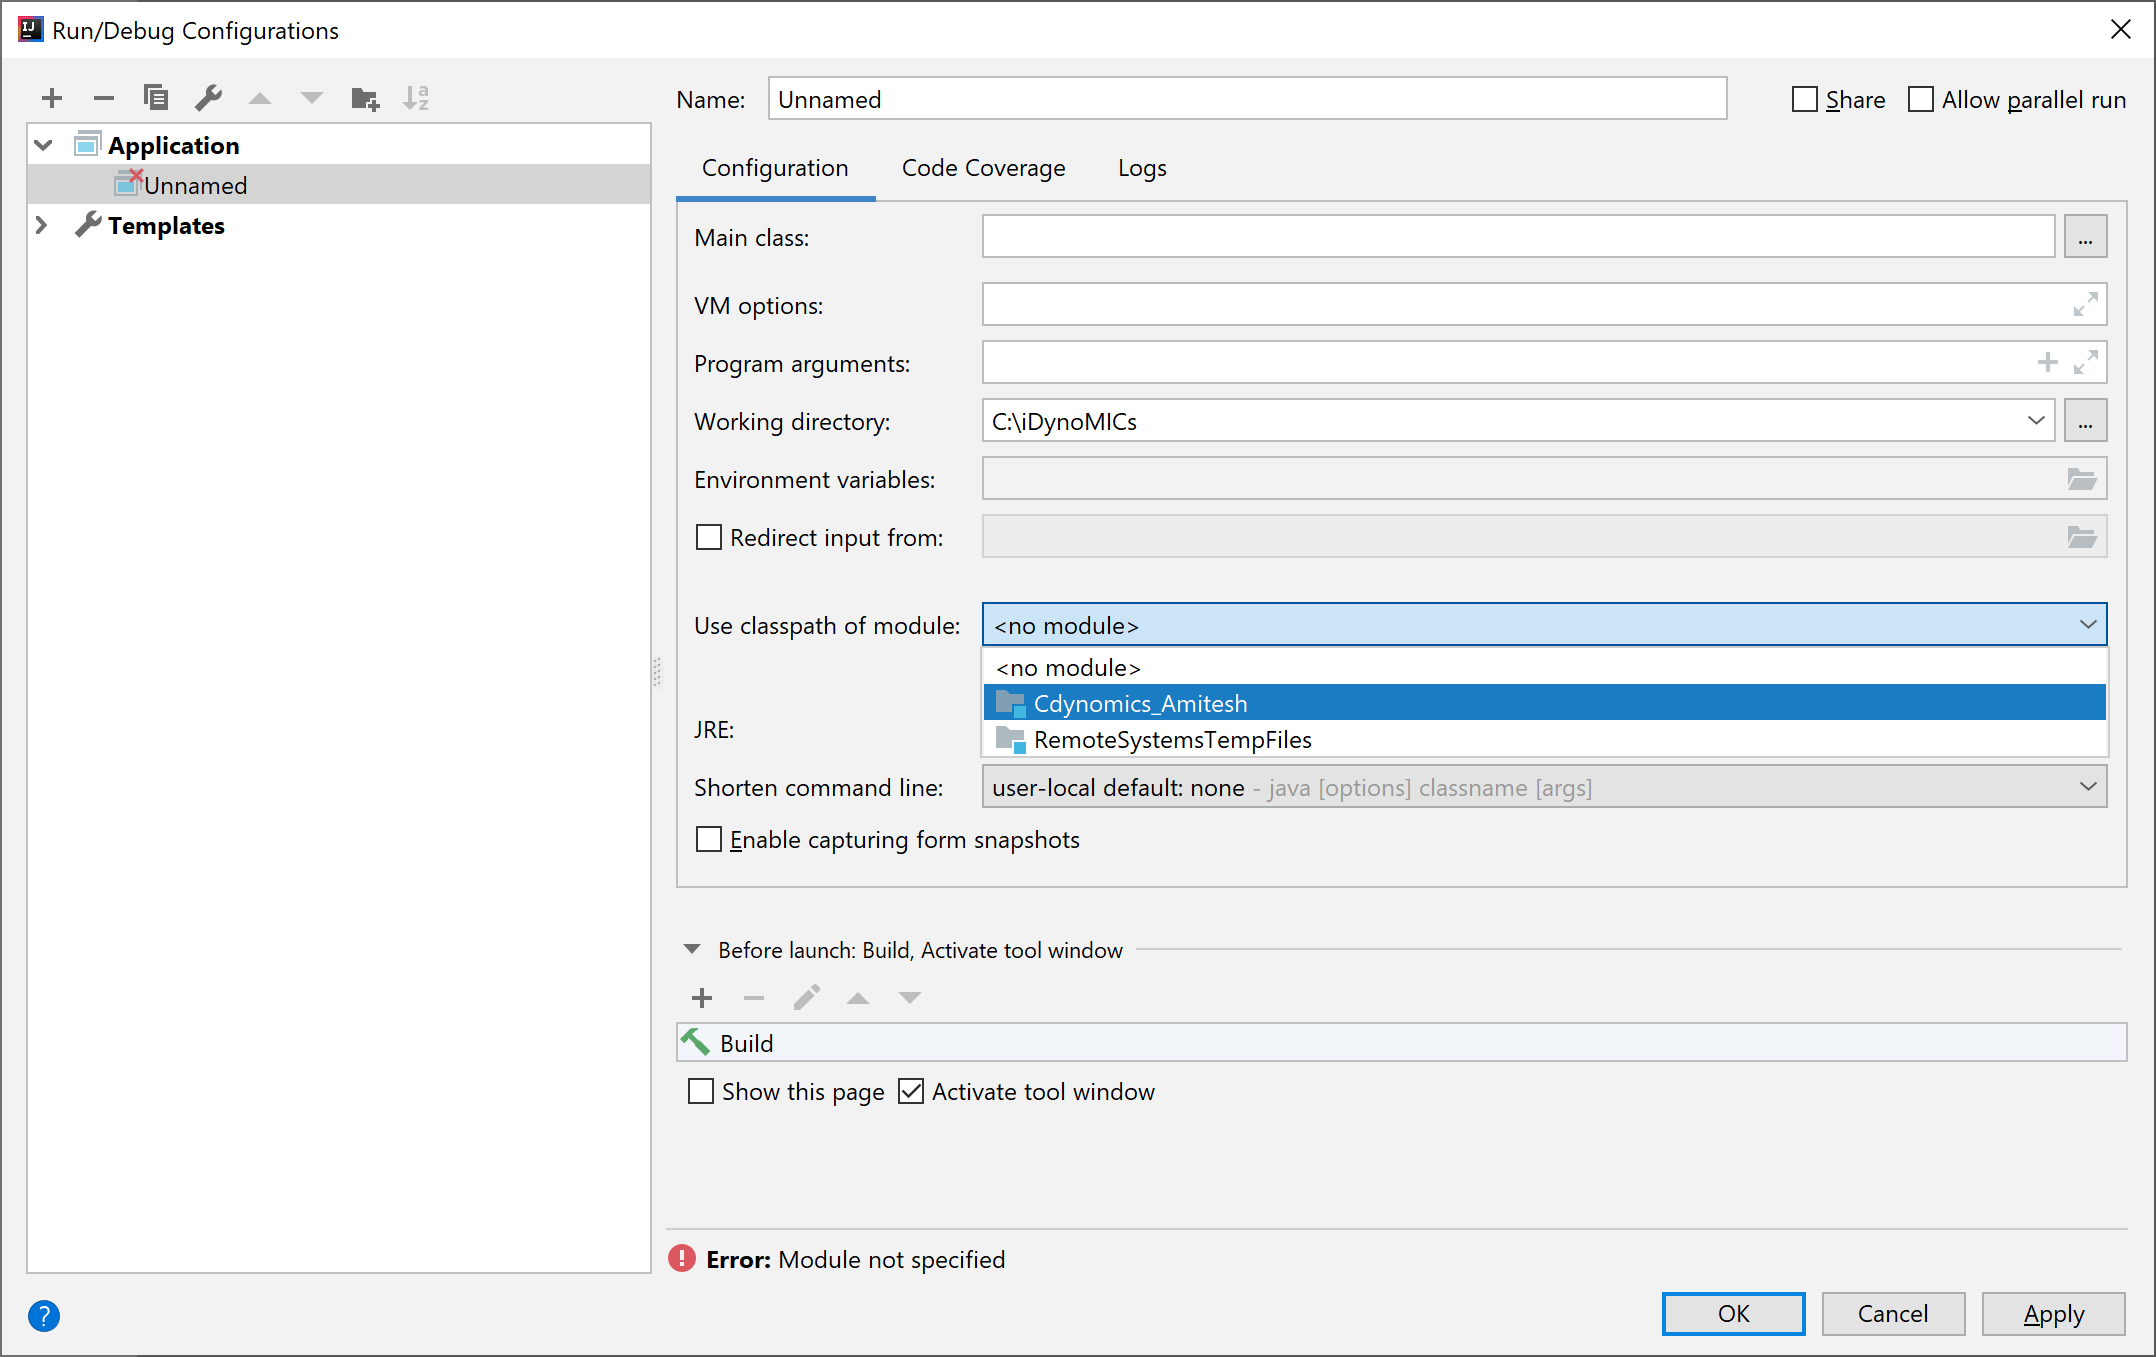 Run/Debug Configurations
Application
Unnamed
Templates
Name: Unnamed
Share
Allow parallel run
Configuration Code Coverage Logs
Main class:
...
VM options:
Program arguments:
Working directory: C:\iDynoMICs
...
Environment variables:
Redirect input from:
Use classpath of module: <no module>
<no module>
Cdynomics_Amitesh
RemoteSystemsTempFiles
JRE:
Shorten command line: user-local default: none - java [options] classname [args]
Enable capturing form snapshots
Before launch: Build, Activate tool window
Build
Show this page Activate tool window
Error: Module not specified
? OK Cancel Apply